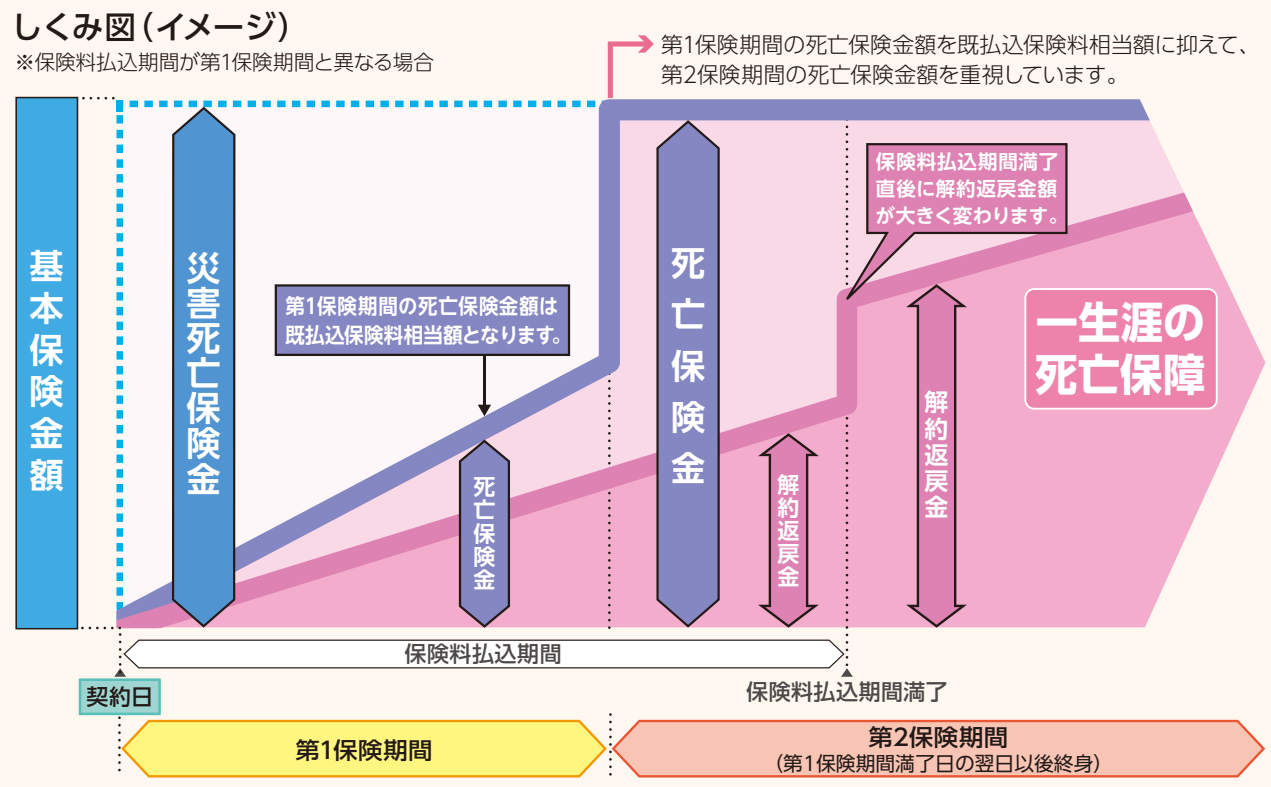 しくみ図（イメージ）
※保険料払込期間が第1保険期間と異なる場合
第1保険期間の死亡保険金額を既払込保険料相当額に抑えて、
第2保険期間の死亡保険金額を重視しています。
基本保険金額
災害死亡保険金
第1保険期間の死亡保険金額は
既払込保険料相当額となります。
死亡保険金
死亡保険金
保険料払込期間満了
直後に解約返戻金額
が大きく変わります。
解約返戻金
解約返戻金
一生涯の
死亡保障
保険料払込期間
契約日
保険料払込期間満了
第1保険期間
第2保険期間
（第1保険期間満了日の翌日以後終身）